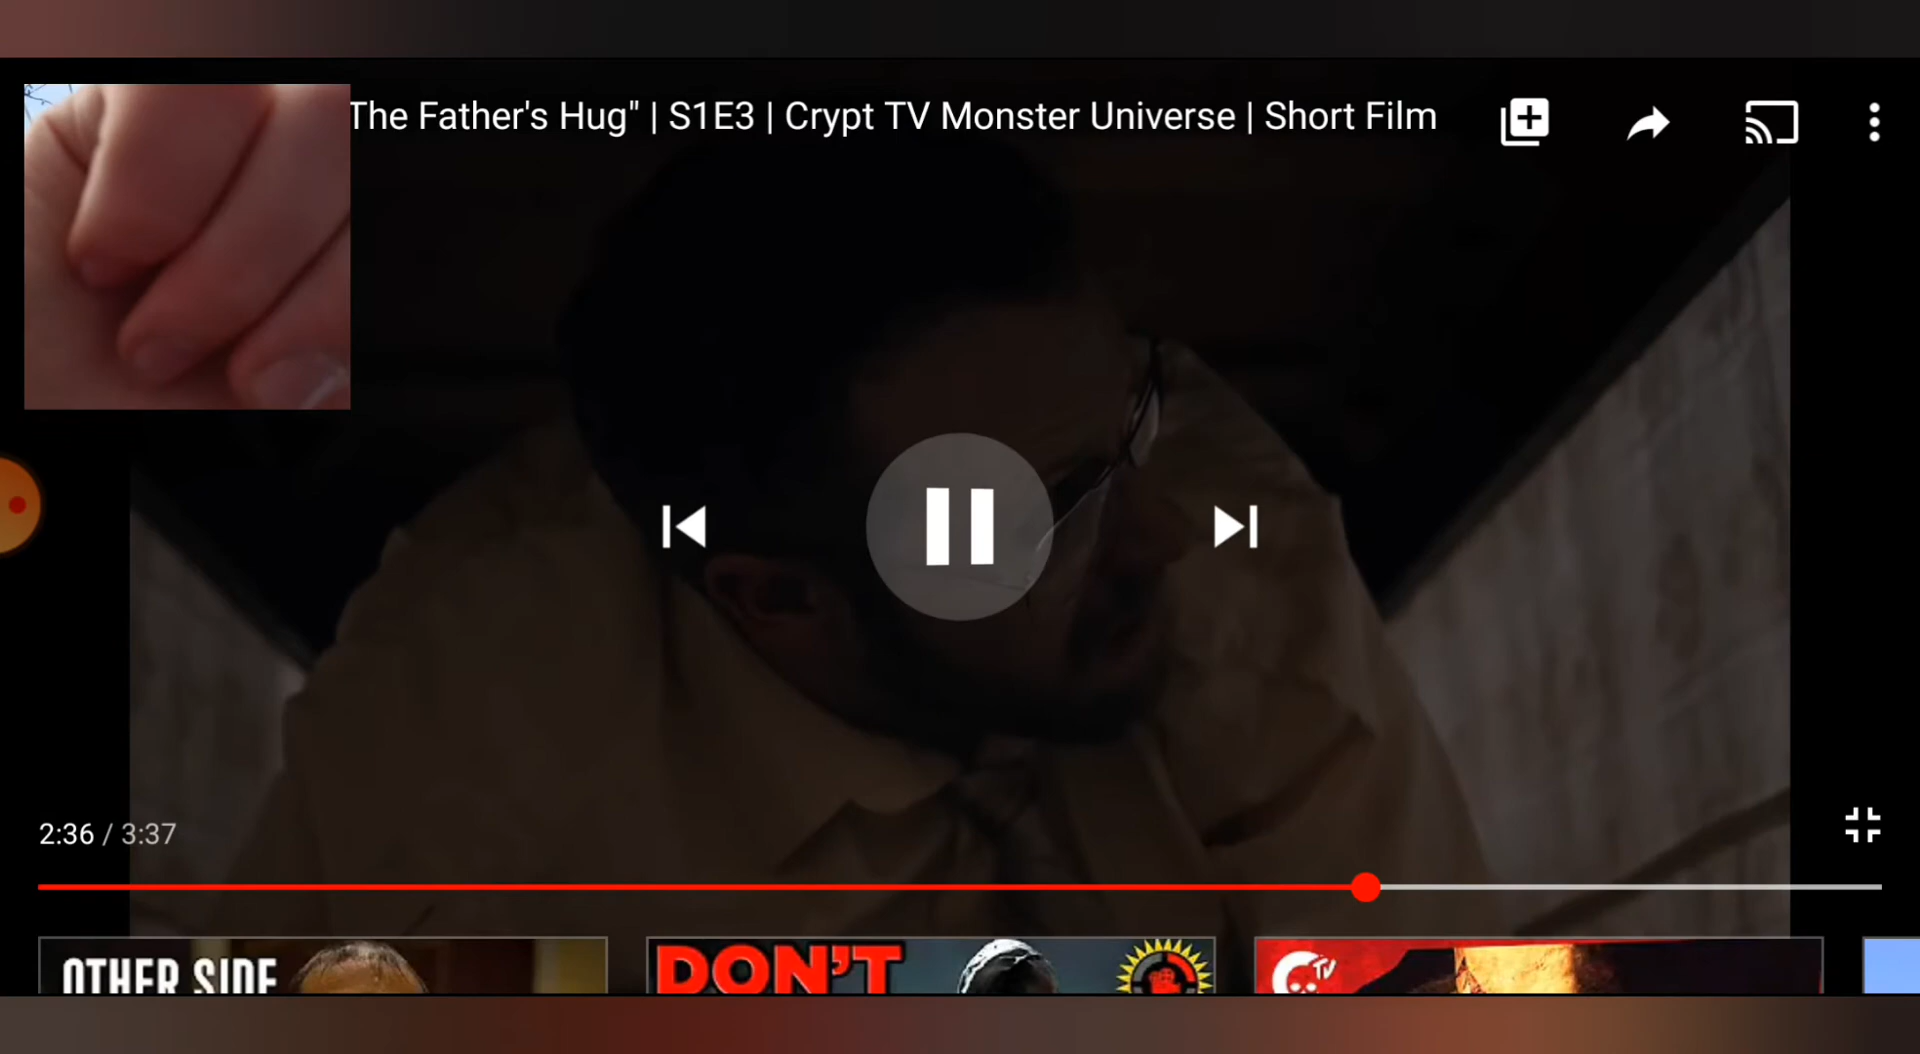 The Father's Hug" | S1E3 | Crypt TV Monster Universe | Short Film
2:36 / 3:37
OTHER SIDE
DON'T
TV